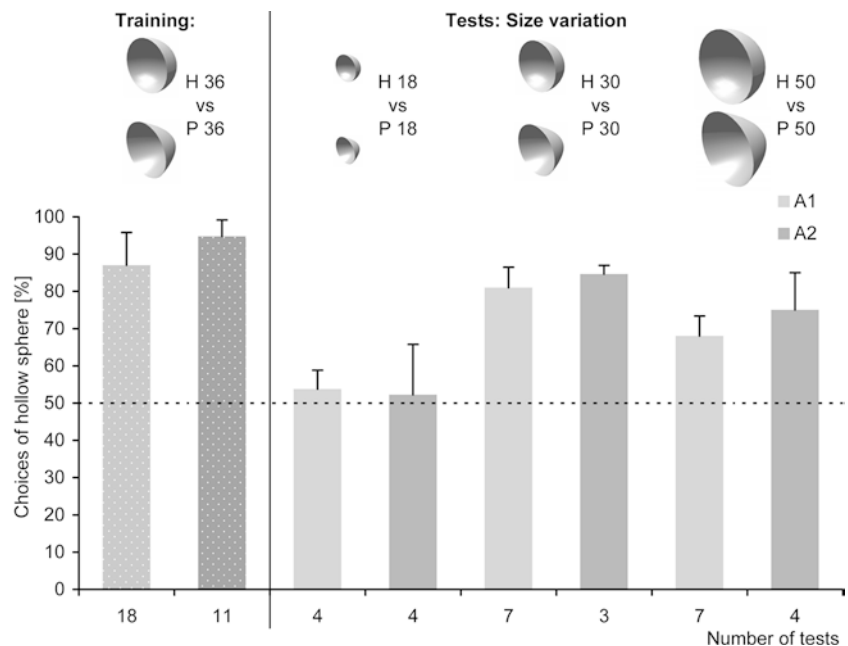 Training:
Tests: Size variation
H 36
vs
P 36
H 18
vs
P 18
H 30
vs
P 30
H 50
vs
P 50
A1
A2
Choices of hollow sphere [%]
100
90
80
70
60
50
40
30
20
10
0
18 11 4 4 7 3 7 4
Number of tests